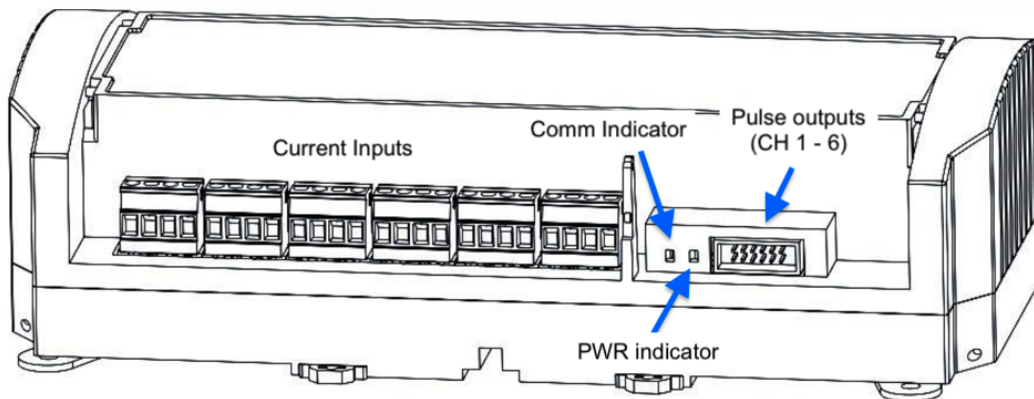 Current Inputs
Comm Indicator
Pulse outputs
(CH 1 - 6)
PWR indicator